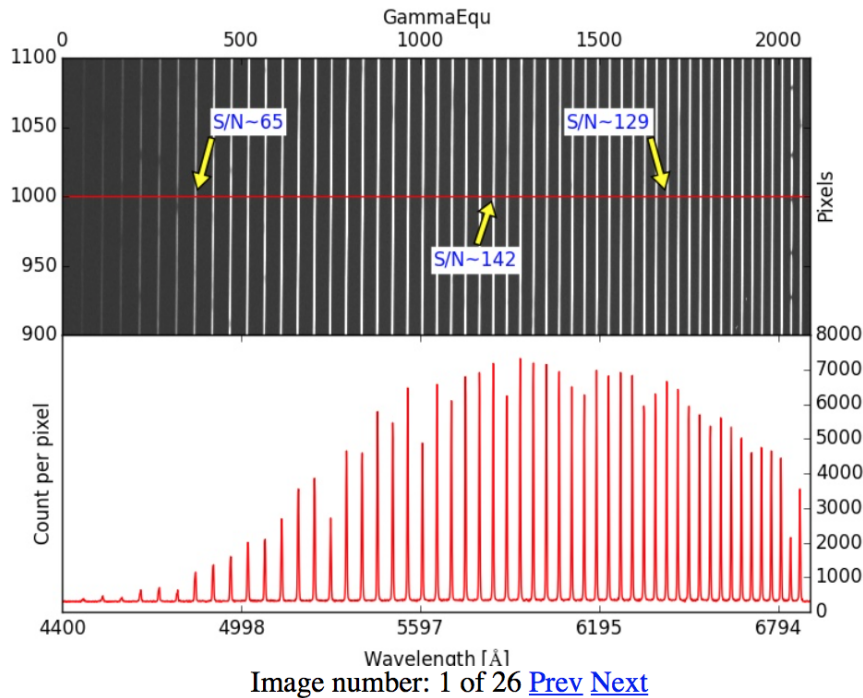 GammaEqu
0 500 1000 1500 2000
1100
S/N~65 S/N~129
1050
1000
Pixels
S/N~142
950
900 8000
7000
6000
5000
Count per pixel
4000
3000
2000
1000
0
4400 4998 5597 6195 6794
Wavelength [Å]
Image number: 1 of 26 Prev Next